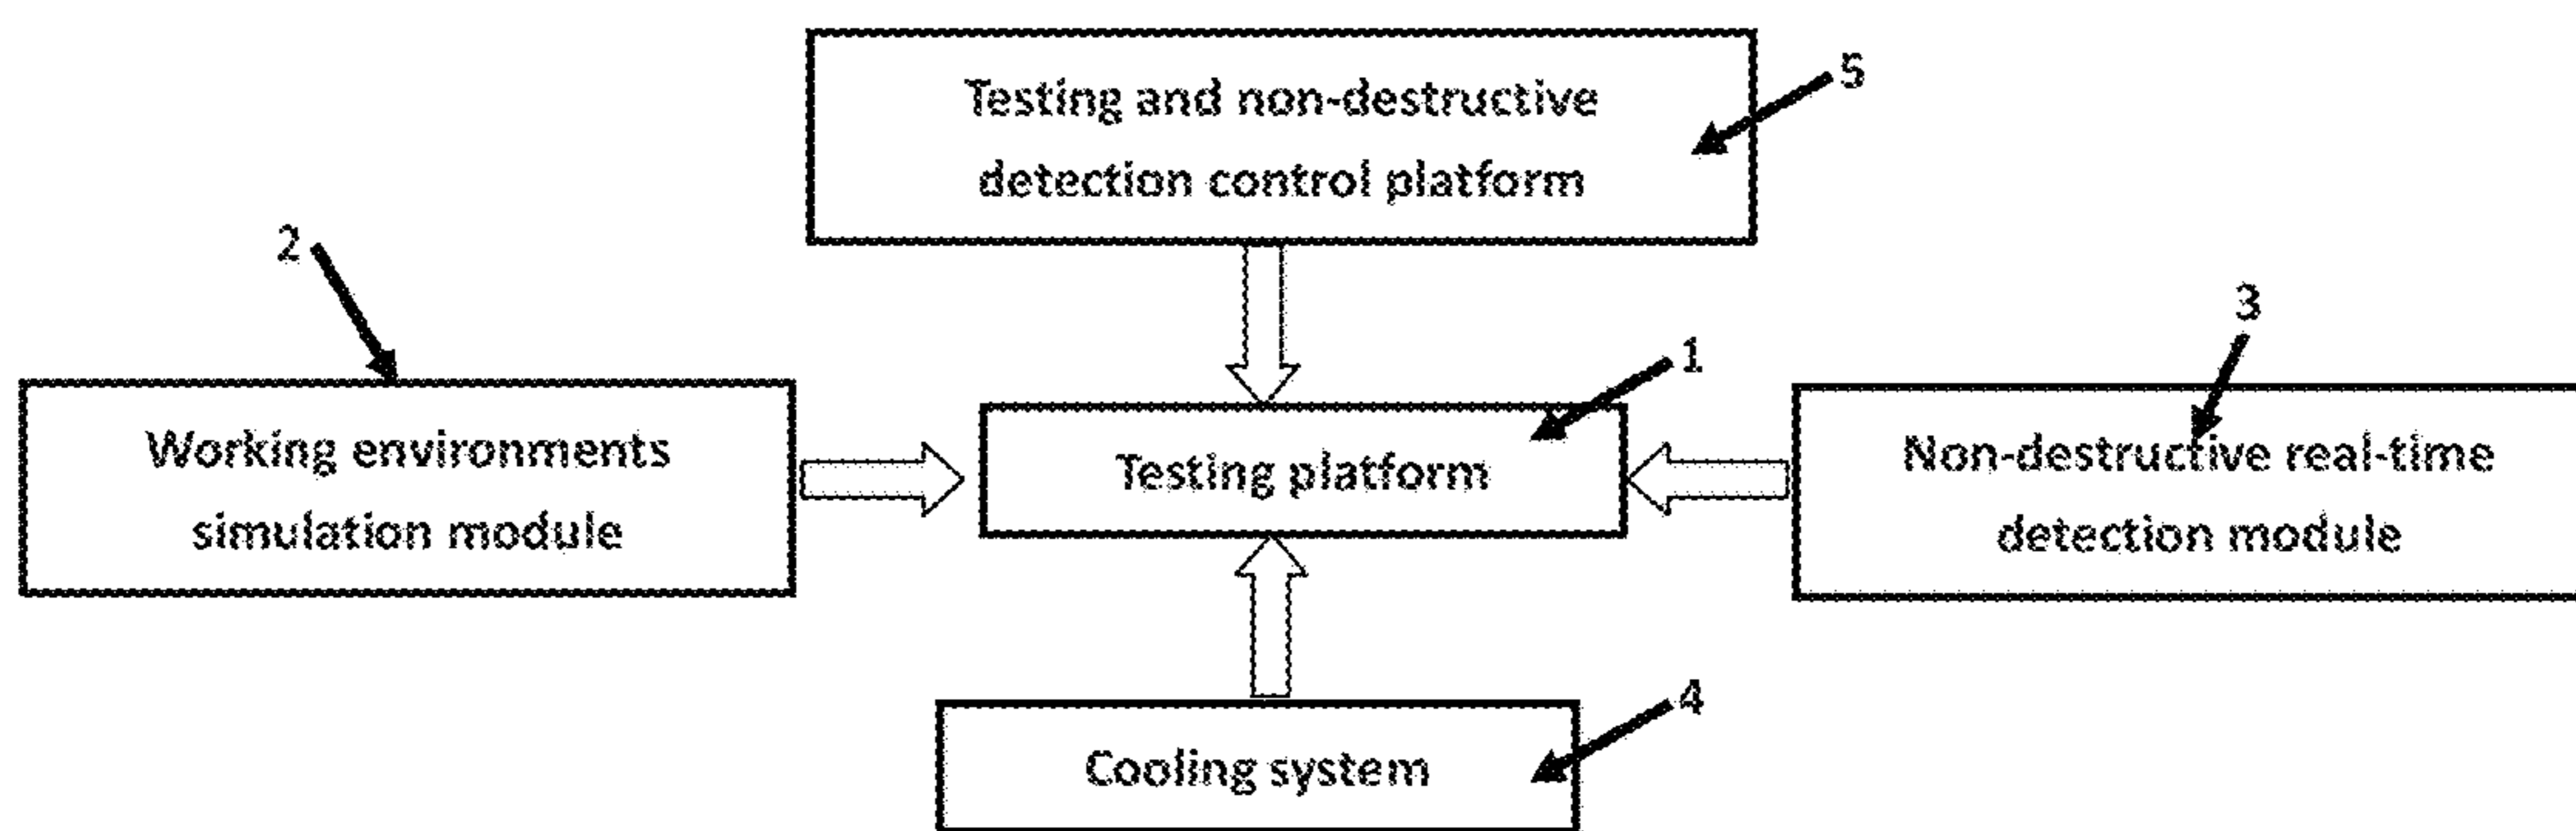 Testing and non-destructive
detection control platform
5
2
3
1
Working environments
simulation module
Testing platform
Non-destructive real-time
detection module
4
Cooling system